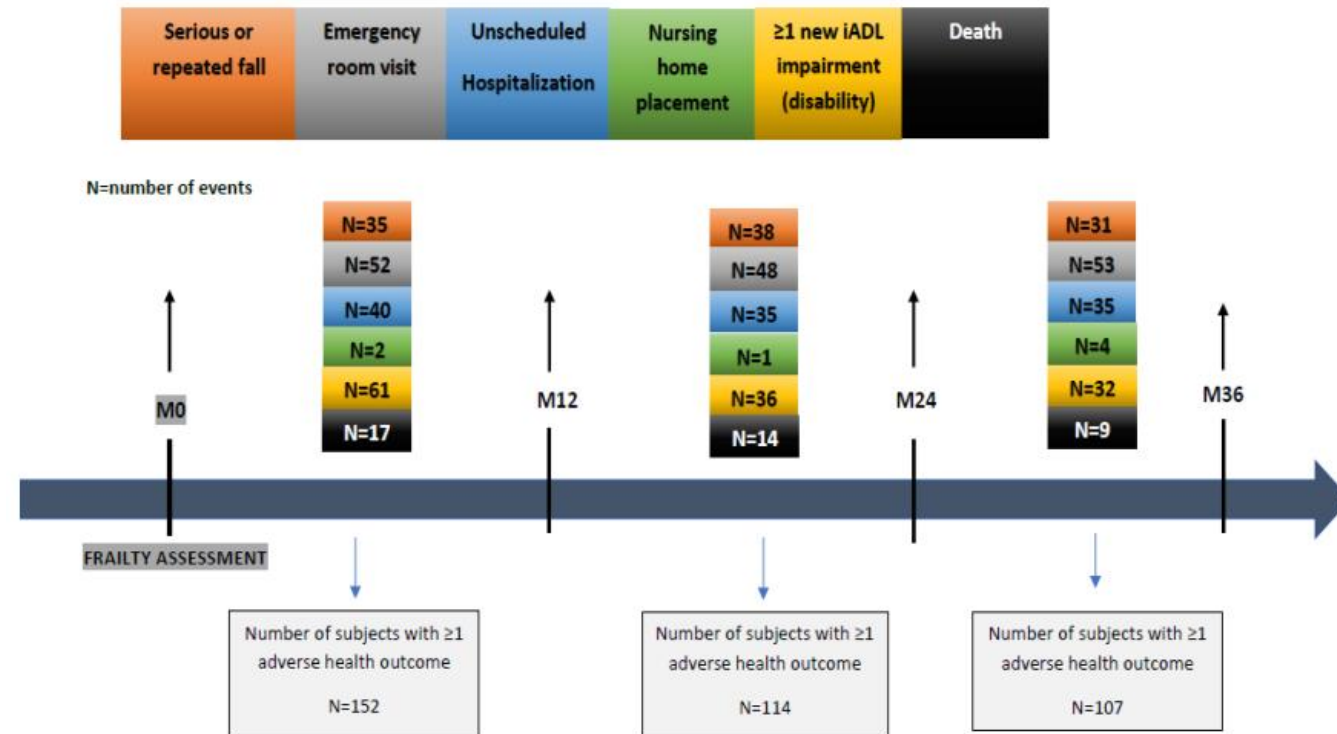 Serious or
repeated fall
Emergency
room visit
Unscheduled
Hospitalization
Nursing
home
placement
≥1 new iADL
impairment
(disability)
Death
N=number of events
N=35
N=52
N=40
N=2
N=61
N=17
N=38
N=48
N=35
N=1
N=36
N=14
N=31
N=53
N=35
N=4
N=32
N=9
M0
M12
M24
M36
FRAILTY ASSESSMENT
Number of subjects with ≥1
adverse health outcome
N=152
Number of subjects with ≥1
adverse health outcome
N=114
Number of subjects with ≥1
adverse health outcome
N=107